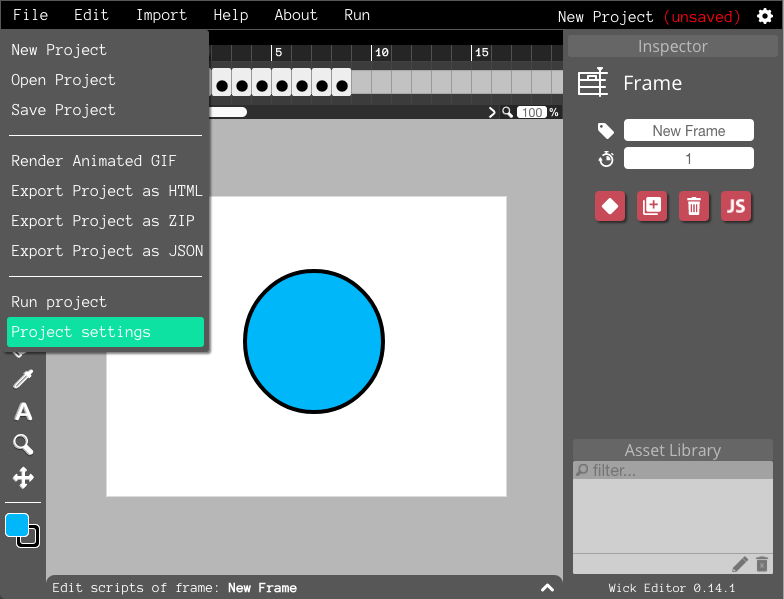 File Edit Import Help About Run New Project (unsaved)
New Project
Open Project
Save Project
Render Animated GIF
Export Project as HTML
Export Project as ZIP
Export Project as JSON
Run project
Project settings
5 10 15
100 %
A
Inspector
Frame
New Frame
1
JS
Asset Library
filter...
Edit scripts of frame: New Frame
Wick Editor 0.14.1